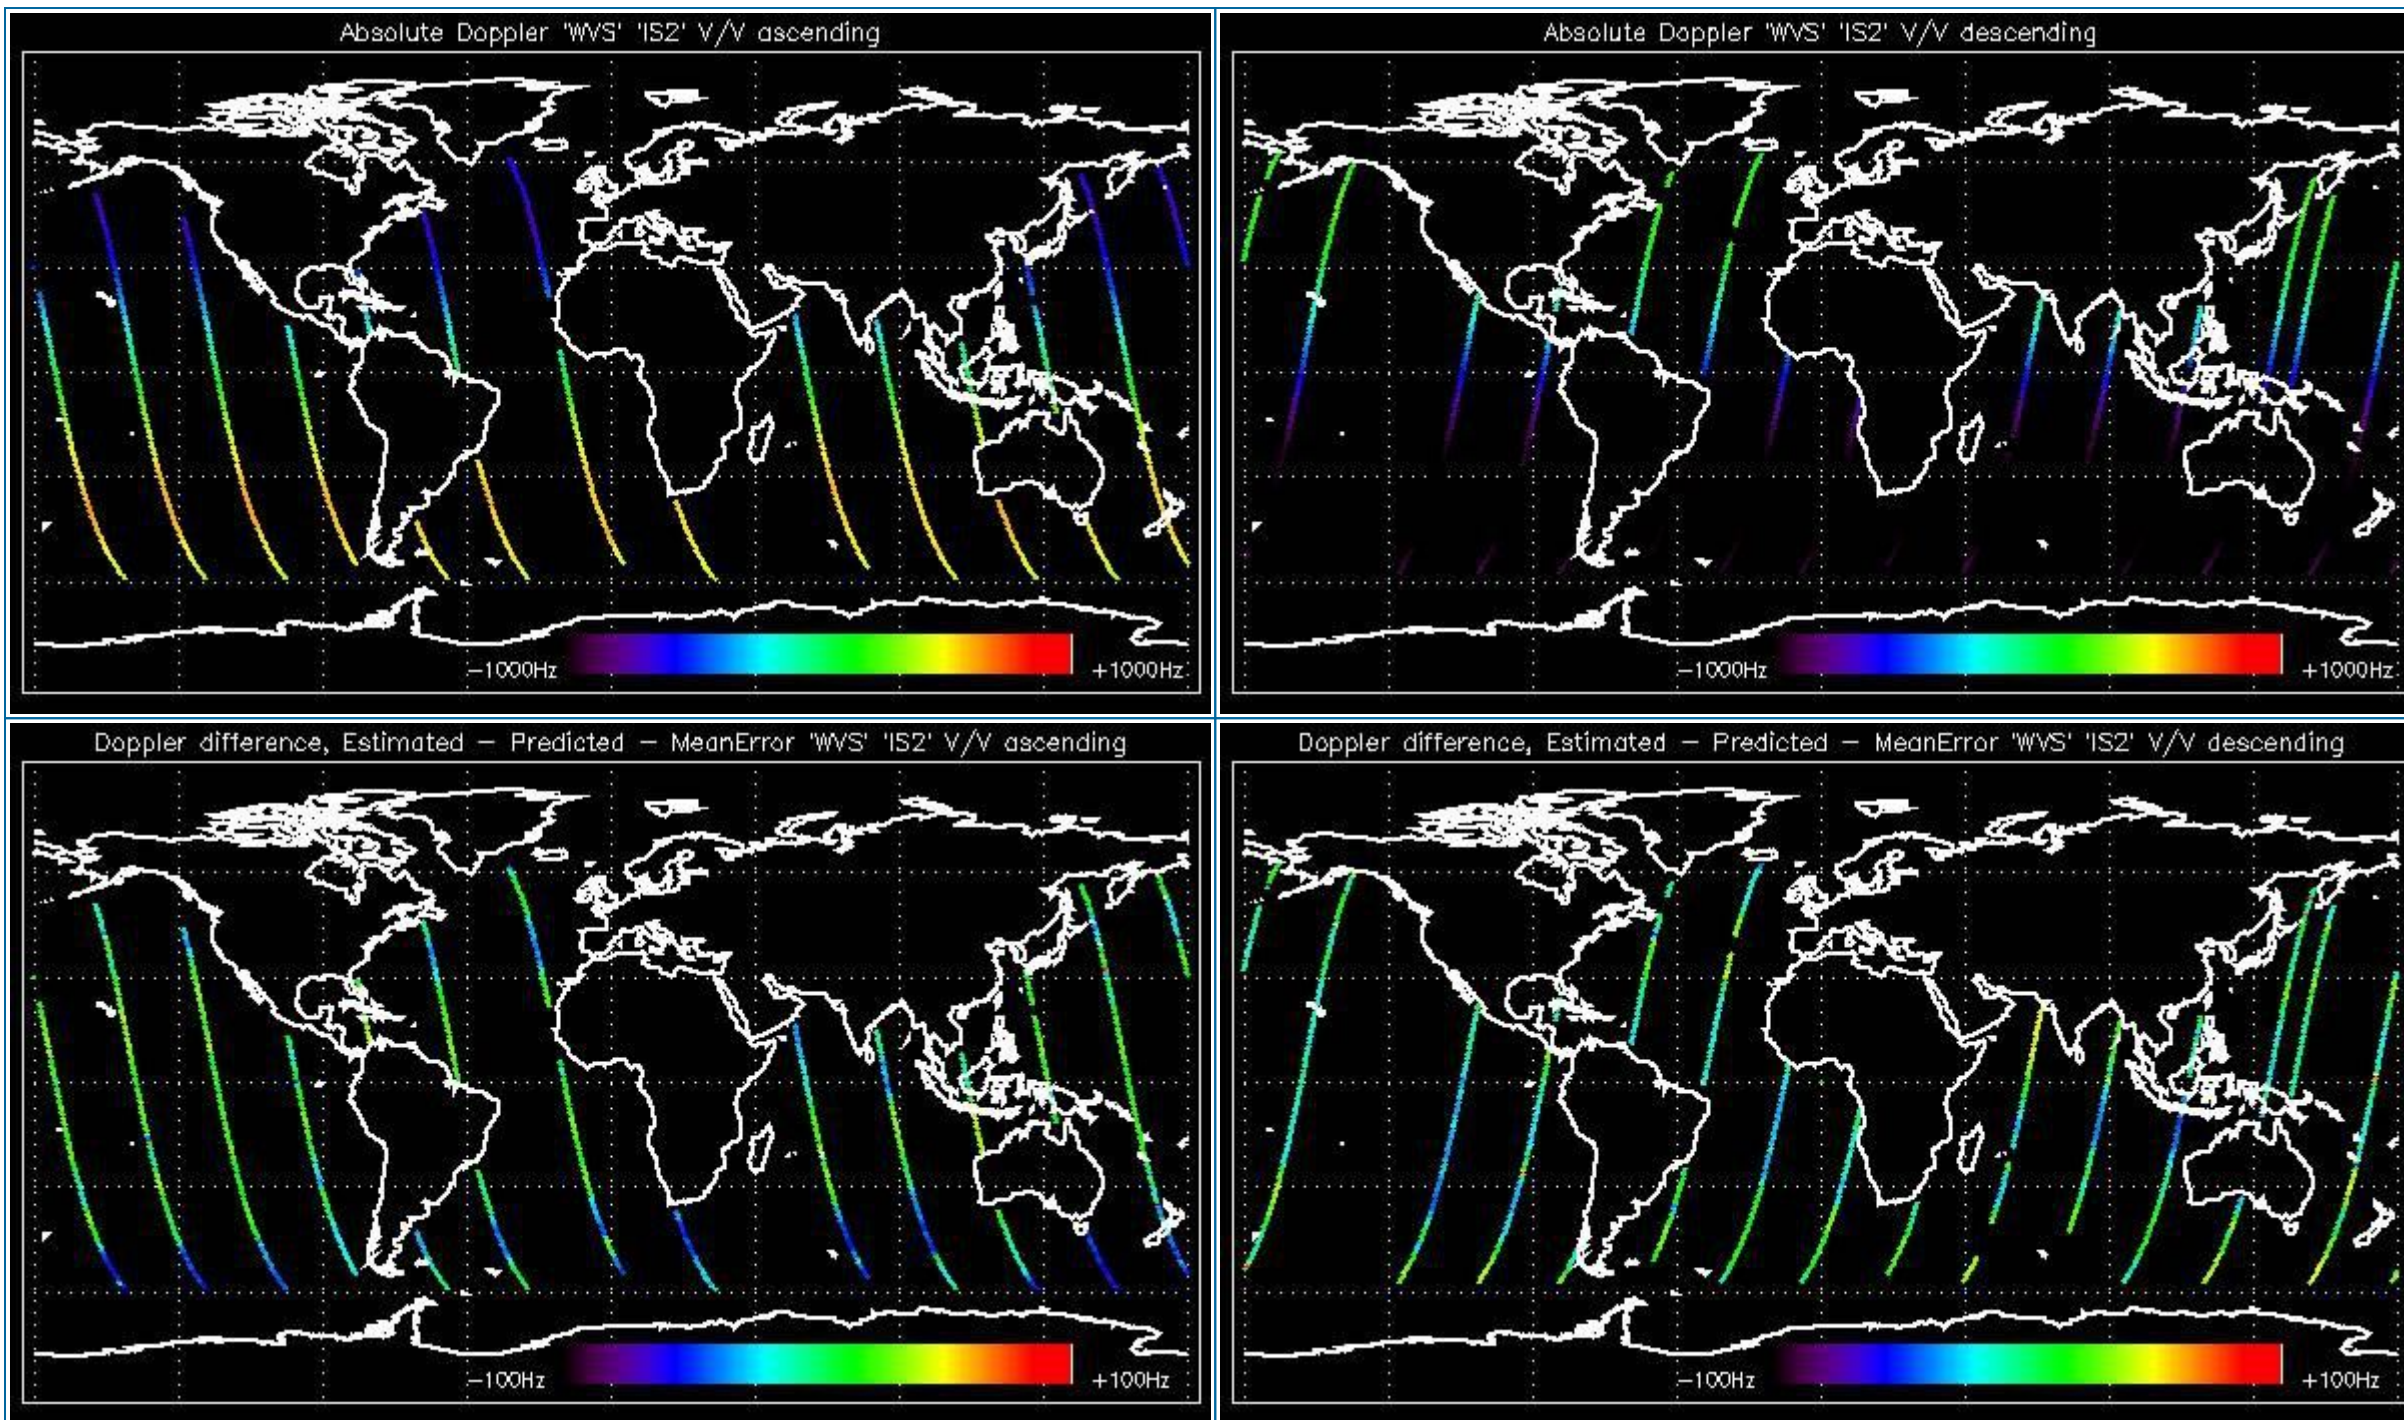 Absolute Doppler 'WVS' 'IS2' V/V ascending
-1000Hz
+1000Hz
Absolute Doppler 'WVS' 'IS2' V/V descending
-1000Hz
+1000Hz
Doppler difference, Estimated - Predicted - MeanError 'WVS' 'IS2' V/V ascending
-100Hz
+100Hz
Doppler difference, Estimated - Predicted - MeanError 'WVS' 'IS2' V/V descending
-100Hz
+100Hz